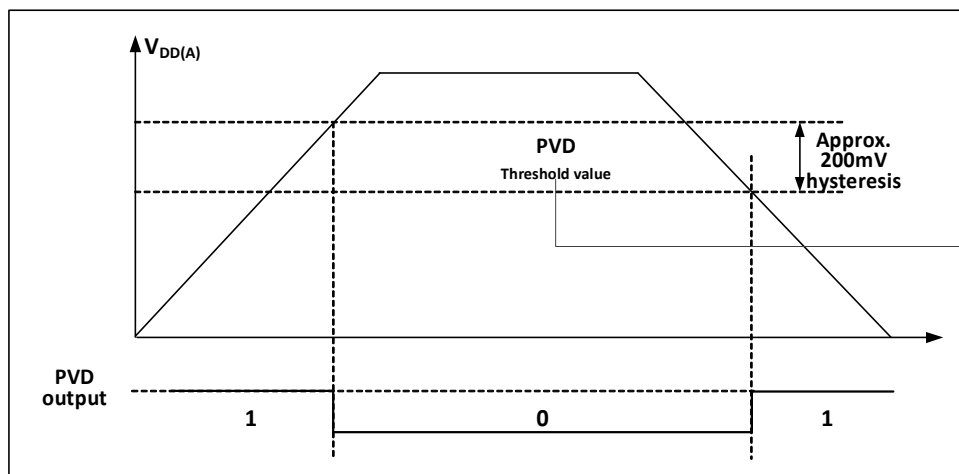 VDD(A)
PVD
Threshold value
Approx.
200mV
hysteresis
PVD
output
1
0
1